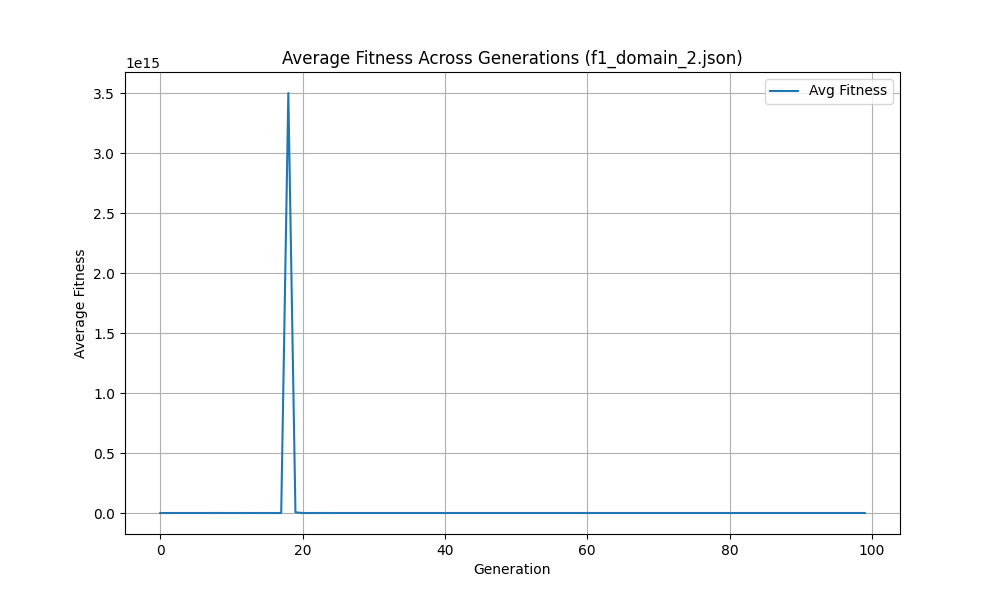 Average Fitness Across Generations (f1_domain_2.json)
1e15
Avg Fitness
3.5
3.0
2.5
2.0
1.5
1.0
0.5
0.0
Average Fitness
0 20 40 60 80 100
Generation